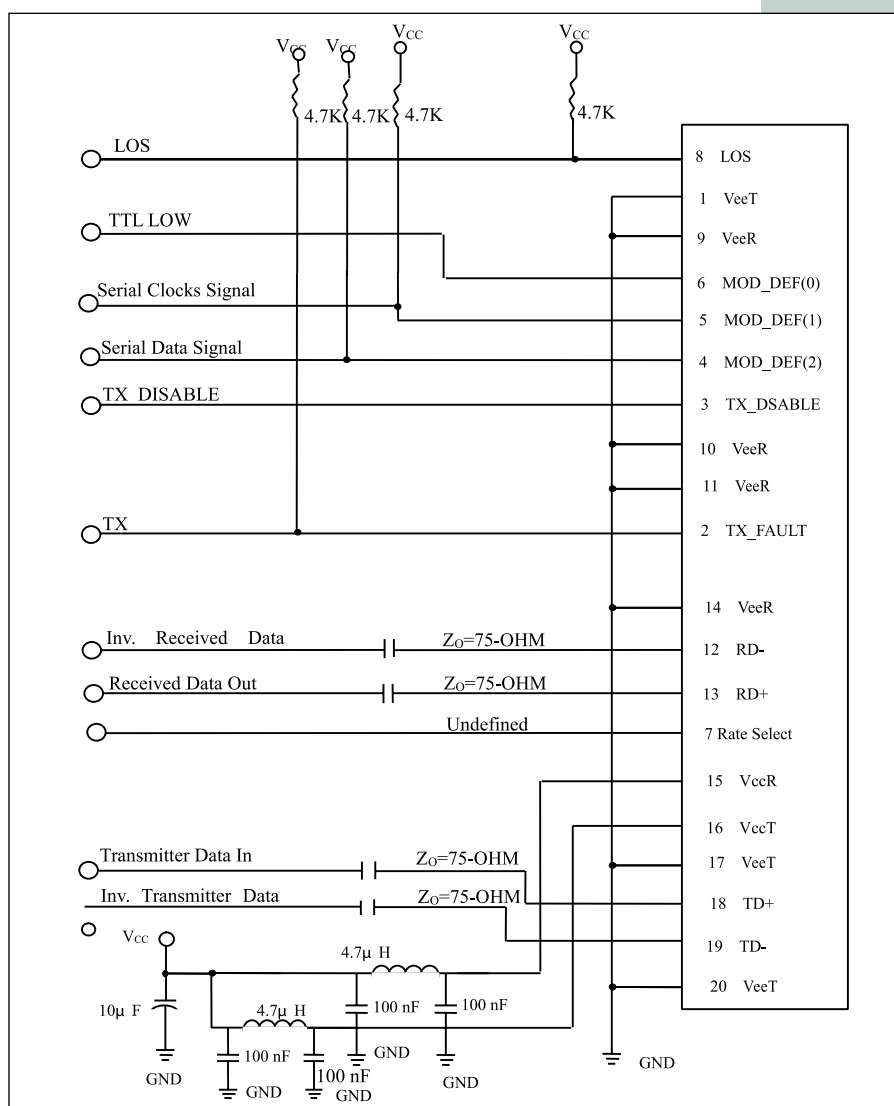 VCC
VCC
VCC
VCC
4.7K
4.7K
4.7K
4.7K
LOS
8 LOS
1 VeeT
TTL LOW
9 VeeR
6 MOD_DEF(0)
Serial Clocks Signal
5 MOD_DEF(1)
Serial Data Signal
4 MOD_DEF(2)
TX DISABLE
3 TX_DSABLE
10 VeeR
11 VeeR
TX
2 TX_FAULT
14 VeeR
Inv. Received Data
ZO=75-OHM
12 RD-
Received Data Out
ZO=75-OHM
13 RD+
Undefined
7 Rate Select
15 VccR
16 VccT
Transmitter Data In
ZO=75-OHM
17 VeeT
Inv. Transmitter Data
ZO=75-OHM
18 TD+
VCC
19 TD-
4.7µ H
20 VeeT
10µ F
4.7µ H
100 nF
100 nF
100 nF
100 nF
GND
GND
GND
GND
GND
GND